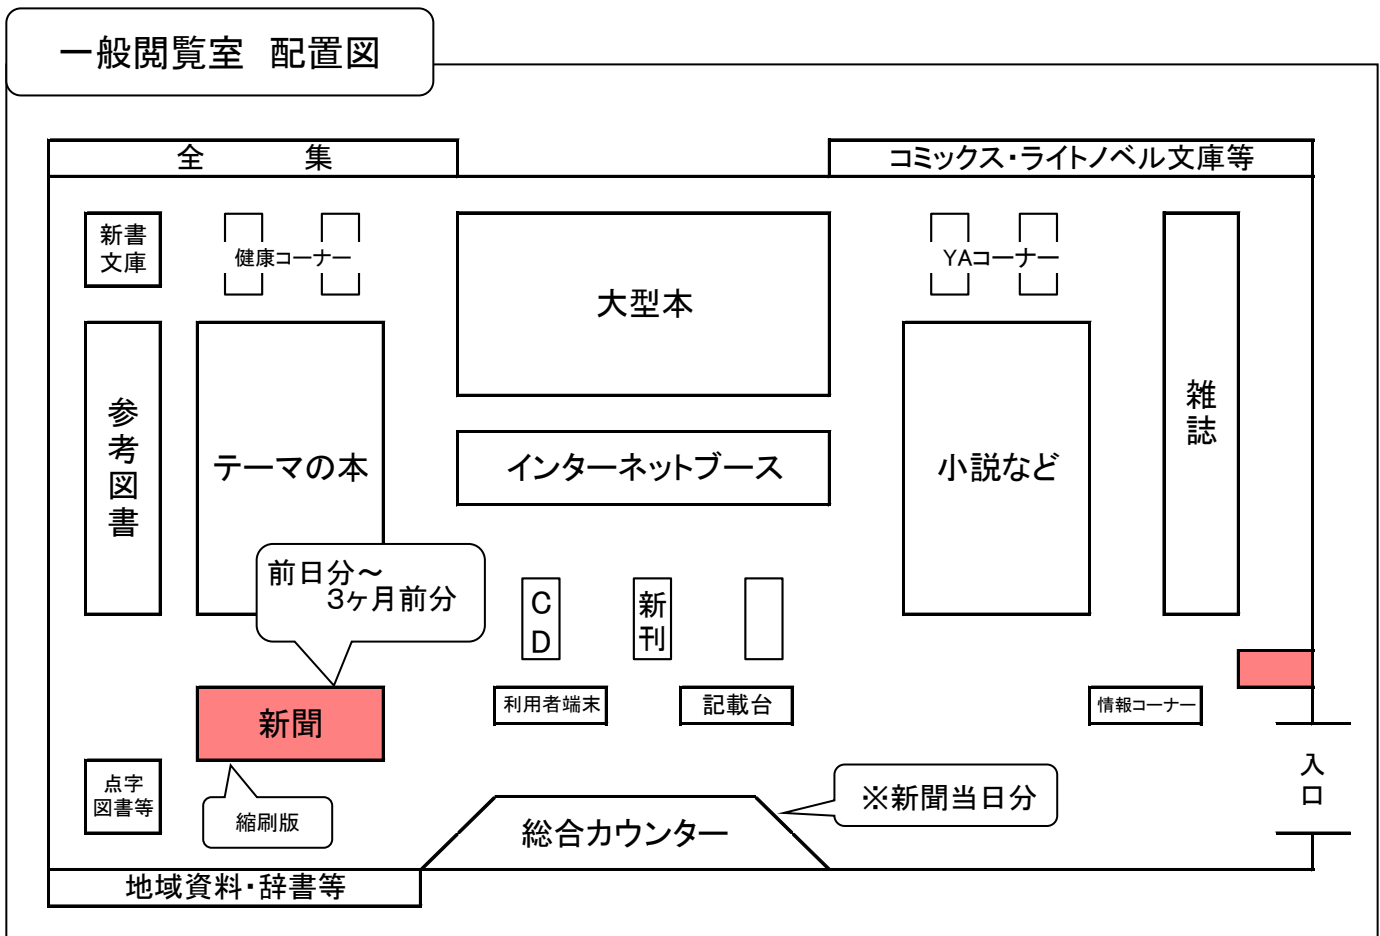 一般閲覧室 配置図
全 集
コミックス・ライトノベル文庫等
新書
文庫
健康コーナー
大型本
YAコーナー
雑誌
参考図書
テーマの本
インターネットブース
小説など
前日分～
3ヶ月前分
CD
新刊
新聞
利用者端末
記載台
情報コーナー
入口
点字
図書等
縮刷版
※新聞当日分
総合カウンター
地域資料・辞書等